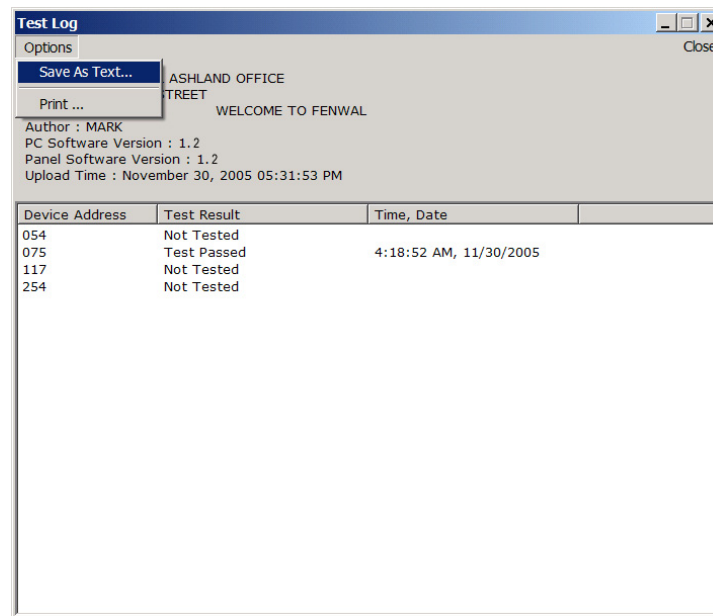 Test Log
Options
Close
Save As Text...
Print ...
ASHLAND OFFICE
STREET
WELCOME TO FENWAL
Author : MARK
PC Software Version : 1.2
Panel Software Version : 1.2
Upload Time : November 30, 2005 05:31:53 PM
Device Address Test Result Time, Date
054 Not Tested
075 Test Passed 4:18:52 AM, 11/30/2005
117 Not Tested
254 Not Tested